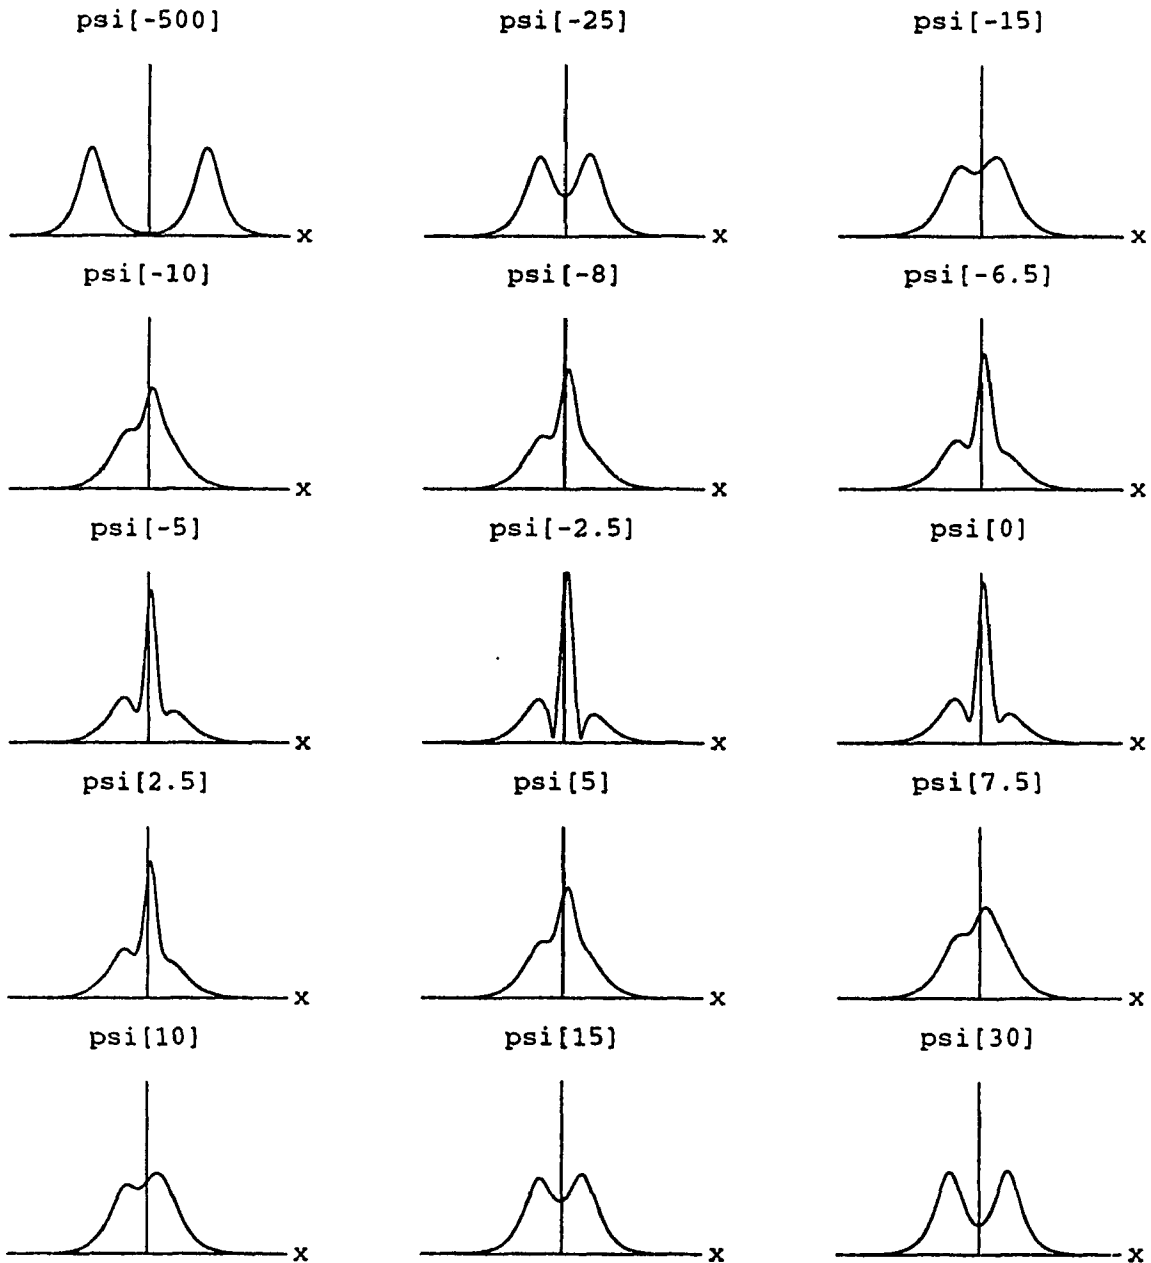 psi[-500] psi[-25] psi[-15]
x x x
psi[-10] psi[-8] psi[-6.5]
x x x
psi[-5] psi[-2.5] psi[0]
x x x
psi[2.5] psi[5] psi[7.5]
x x x
psi[10] psi[15] psi[30]
x x x